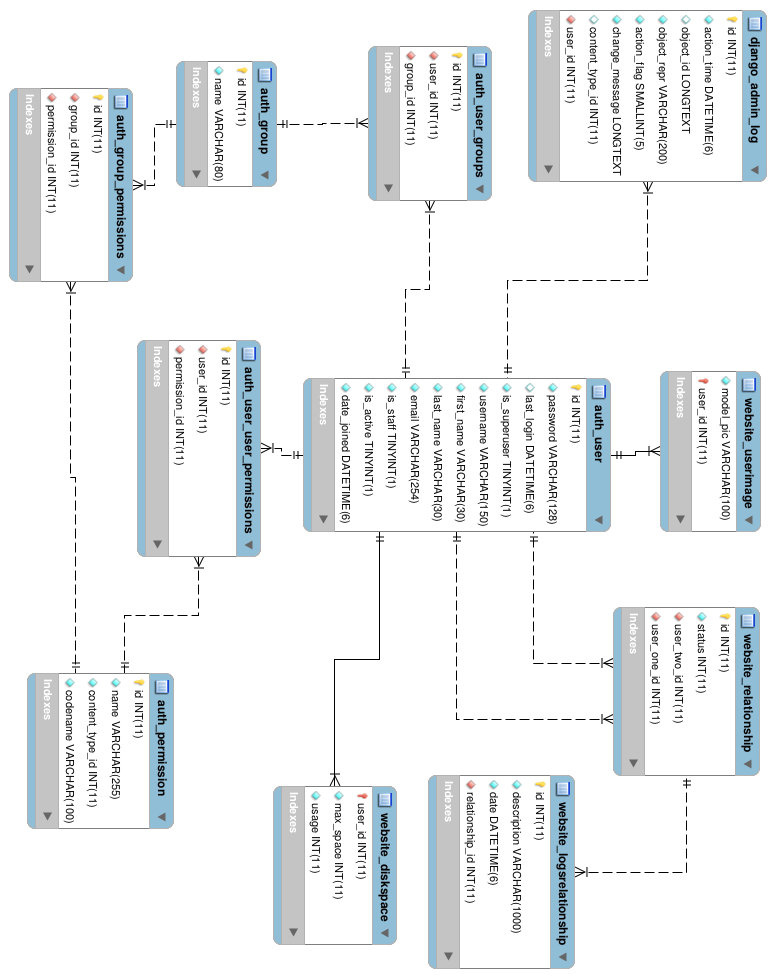 django_admin_log
id INT(11)
action_time DATETIME(6)
object_id LONGTEXT
object_repr VARCHAR(200)
action_flag SMALLINT(5)
change_message LONGTEXT
content_type_id INT(11)
user_id INT(11)
Indexes
auth_user_groups
id INT(11)
user_id INT(11)
group_id INT(11)
Indexes
auth_group
id INT(11)
name VARCHAR(80)
Indexes
auth_group_permissions
id INT(11)
group_id INT(11)
permission_id INT(11)
Indexes
website_userimage
model_pic VARCHAR(100)
user_id INT(11)
Indexes
auth_user
id INT(11)
password VARCHAR(128)
last_login DATETIME(6)
is_superuser TINYINT(1)
username VARCHAR(150)
first_name VARCHAR(30)
last_name VARCHAR(30)
email VARCHAR(254)
is_staff TINYINT(1)
is_active TINYINT(1)
date_joined DATETIME(6)
Indexes
auth_user_user_permissions
id INT(11)
user_id INT(11)
permission_id INT(11)
Indexes
website_relationship
id INT(11)
status INT(11)
user_two_id INT(11)
user_one_id INT(11)
Indexes
website_logsrelationship
id INT(11)
description VARCHAR(1000)
date DATETIME(6)
relationship_id INT(11)
Indexes
website_diskspace
user_id INT(11)
max_space INT(11)
usage INT(11)
Indexes
auth_permission
id INT(11)
name VARCHAR(255)
content_type_id INT(11)
codename VARCHAR(100)
Indexes